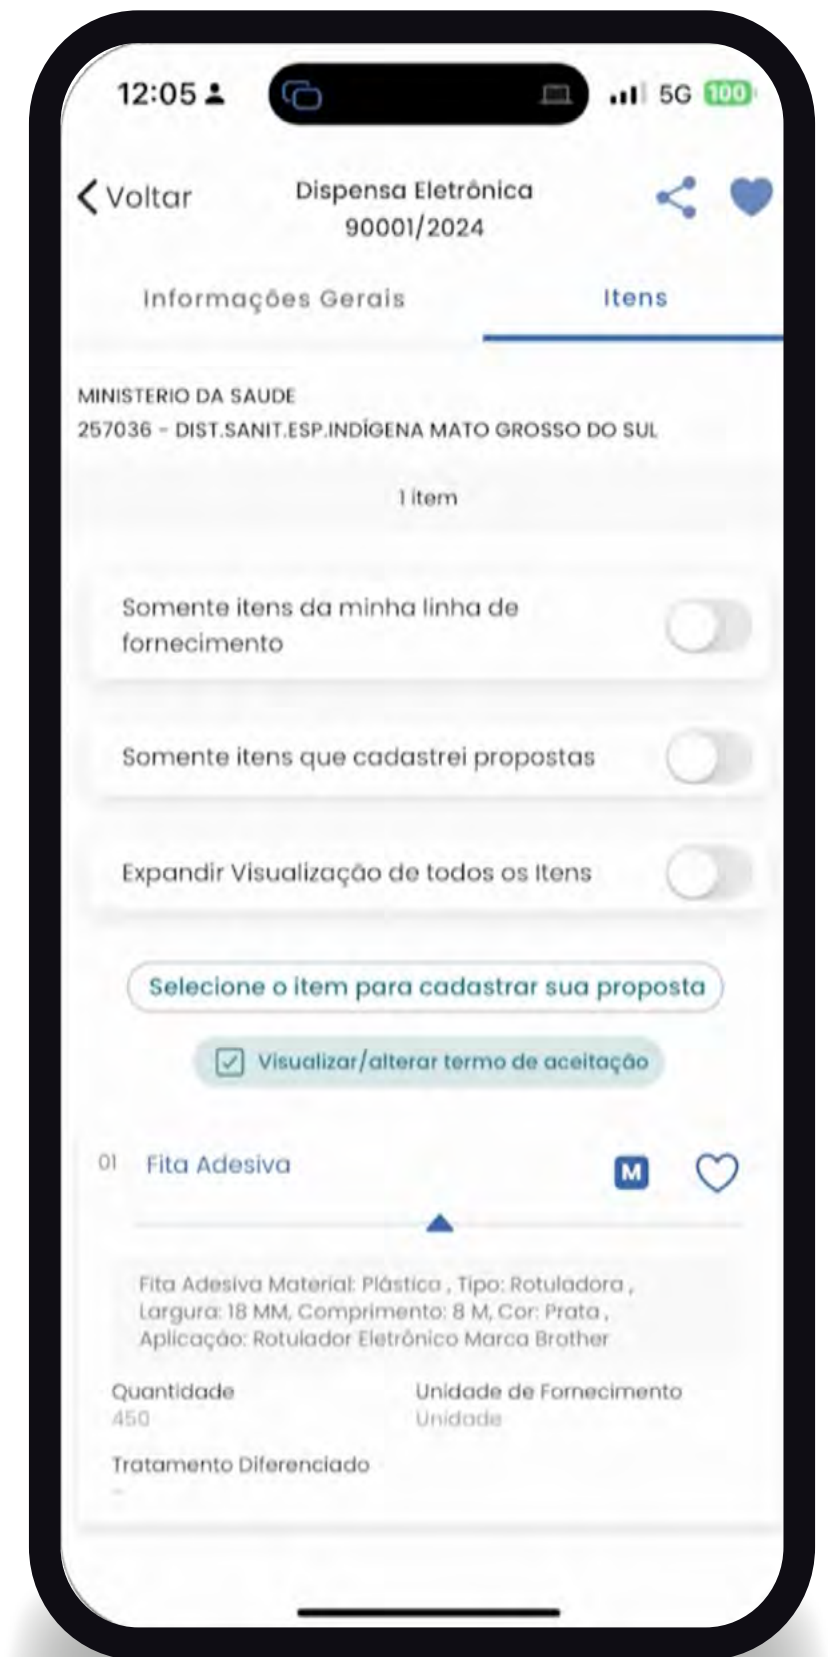 12:05
5G 100
Voltar
Dispensa Eletrônica
90001/2024
Informações Gerais
Itens
MINISTERIO DA SAUDE
257036 - DIST.SANIT.ESP.INDÍGENA MATO GROSSO DO SUL
1 item
Somente itens da minha linha de
fornecimento
Somente itens que cadastrei propostas
Expandir Visualização de todos os Itens
Selecione o item para cadastrar sua proposta
Visualizar/alterar termo de aceitação
01 Fita Adesiva M
Fita Adesiva Material: Plástica , Tipo: Rotuladora ,
Largura: 18 MM, Comprimento: 8 M, Cor: Prata ,
Aplicação: Rotulador Eletrônico Marca Brother
Quantidade
450
Unidade de Fornecimento
Unidade
Tratamento Diferenciado
-